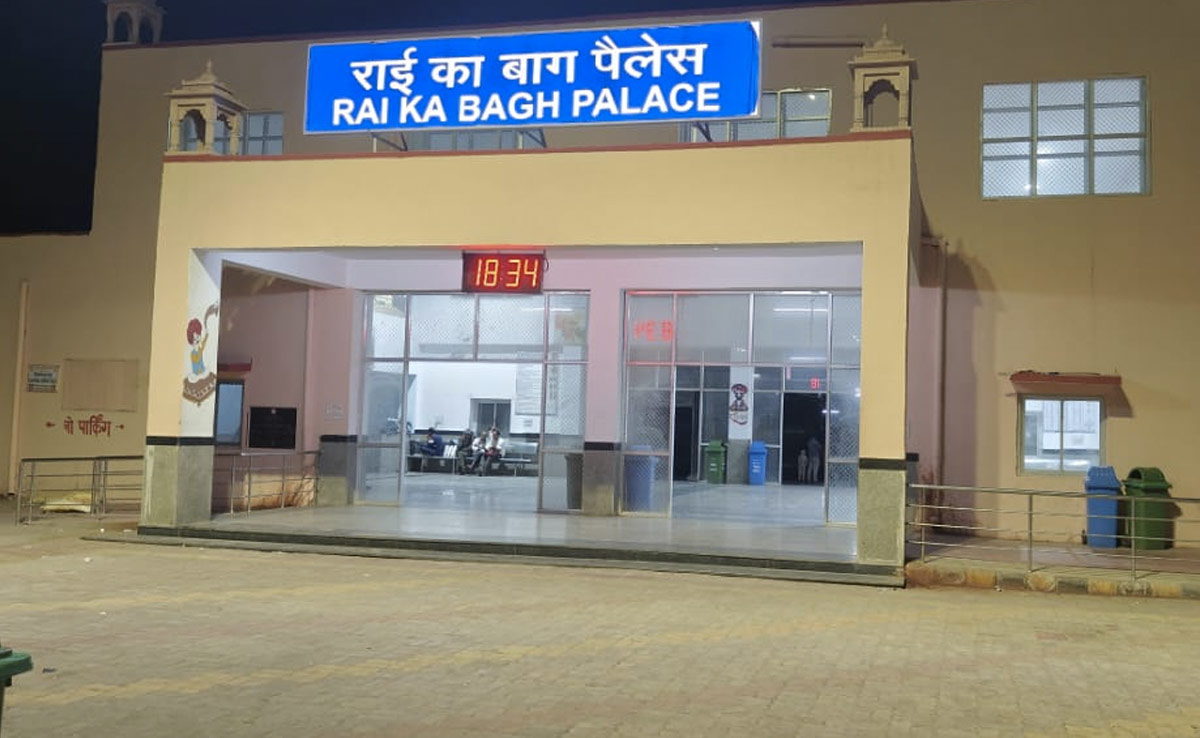 राई का बाग पैलेस
RAI KA BAGH PALACE
18:34
नो पार्किंग